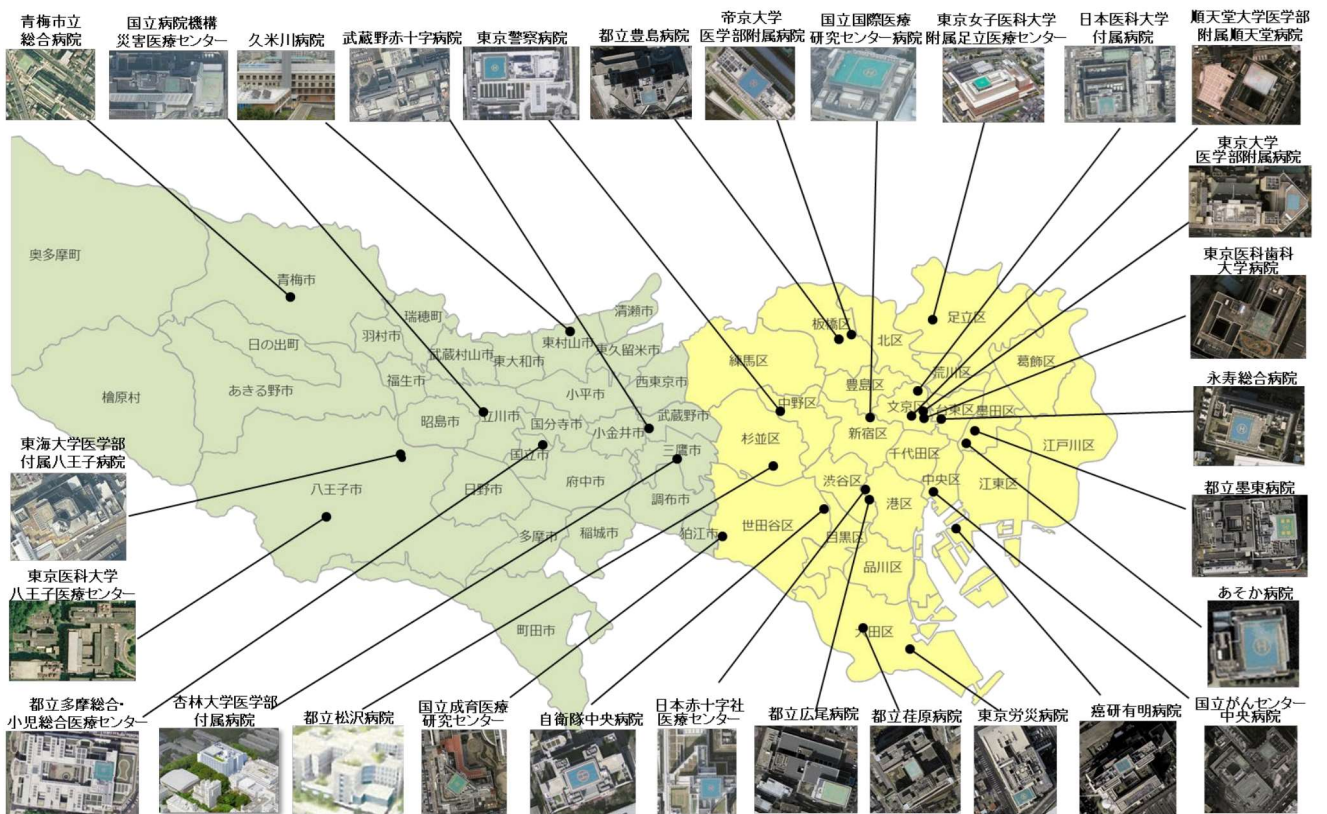 青梅市立
総合病院
国立病院機構
災害医療センター
久米川病院
武蔵野赤十字病院
東京警察病院
都立豊島病院
帝京大学
医学部附属病院
国立国際医療
研究センター病院
東京女子医科大学
附属足立医療センター
日本医科大学
付属病院
順天堂大学医学部
附属順天堂病院
東京大学
医学部附属病院
東京医科歯科
大学病院
永寿総合病院
都立墨東病院
あそか病院
奥多摩町
青梅市
瑞穂町
清瀬市
羽村市
日の出町
武蔵村山市
東大和市
東村山市
東久留米市
檜原村
あきる野市
福生市
小平市
西東京市
昭島市
立川市
国分寺市
小金井市
武蔵野市
国立市
三鷹市
八王子市
日野市
府中市
調布市
多摩市
稲城市
狛江市
町田市
板橋区
北区
足立区
練馬区
豊島区
荒川区
葛飾区
中野区
文京区
台東区
墨田区
杉並区
新宿区
千代田区
江戸川区
渋谷区
中央区
江東区
世田谷区
港区
目黒区
品川区
大田区
東海大学医学部
付属八王子病院
東京医科大学
八王子医療センター
都立多摩総合・
小児総合医療センター
杏林大学医学部
付属病院
都立松沢病院
国立成育医療
研究センター
自衛隊中央病院
日本赤十字社
医療センター
都立広尾病院
都立荏原病院
東京労災病院
癌研有明病院
国立がんセンター
中央病院